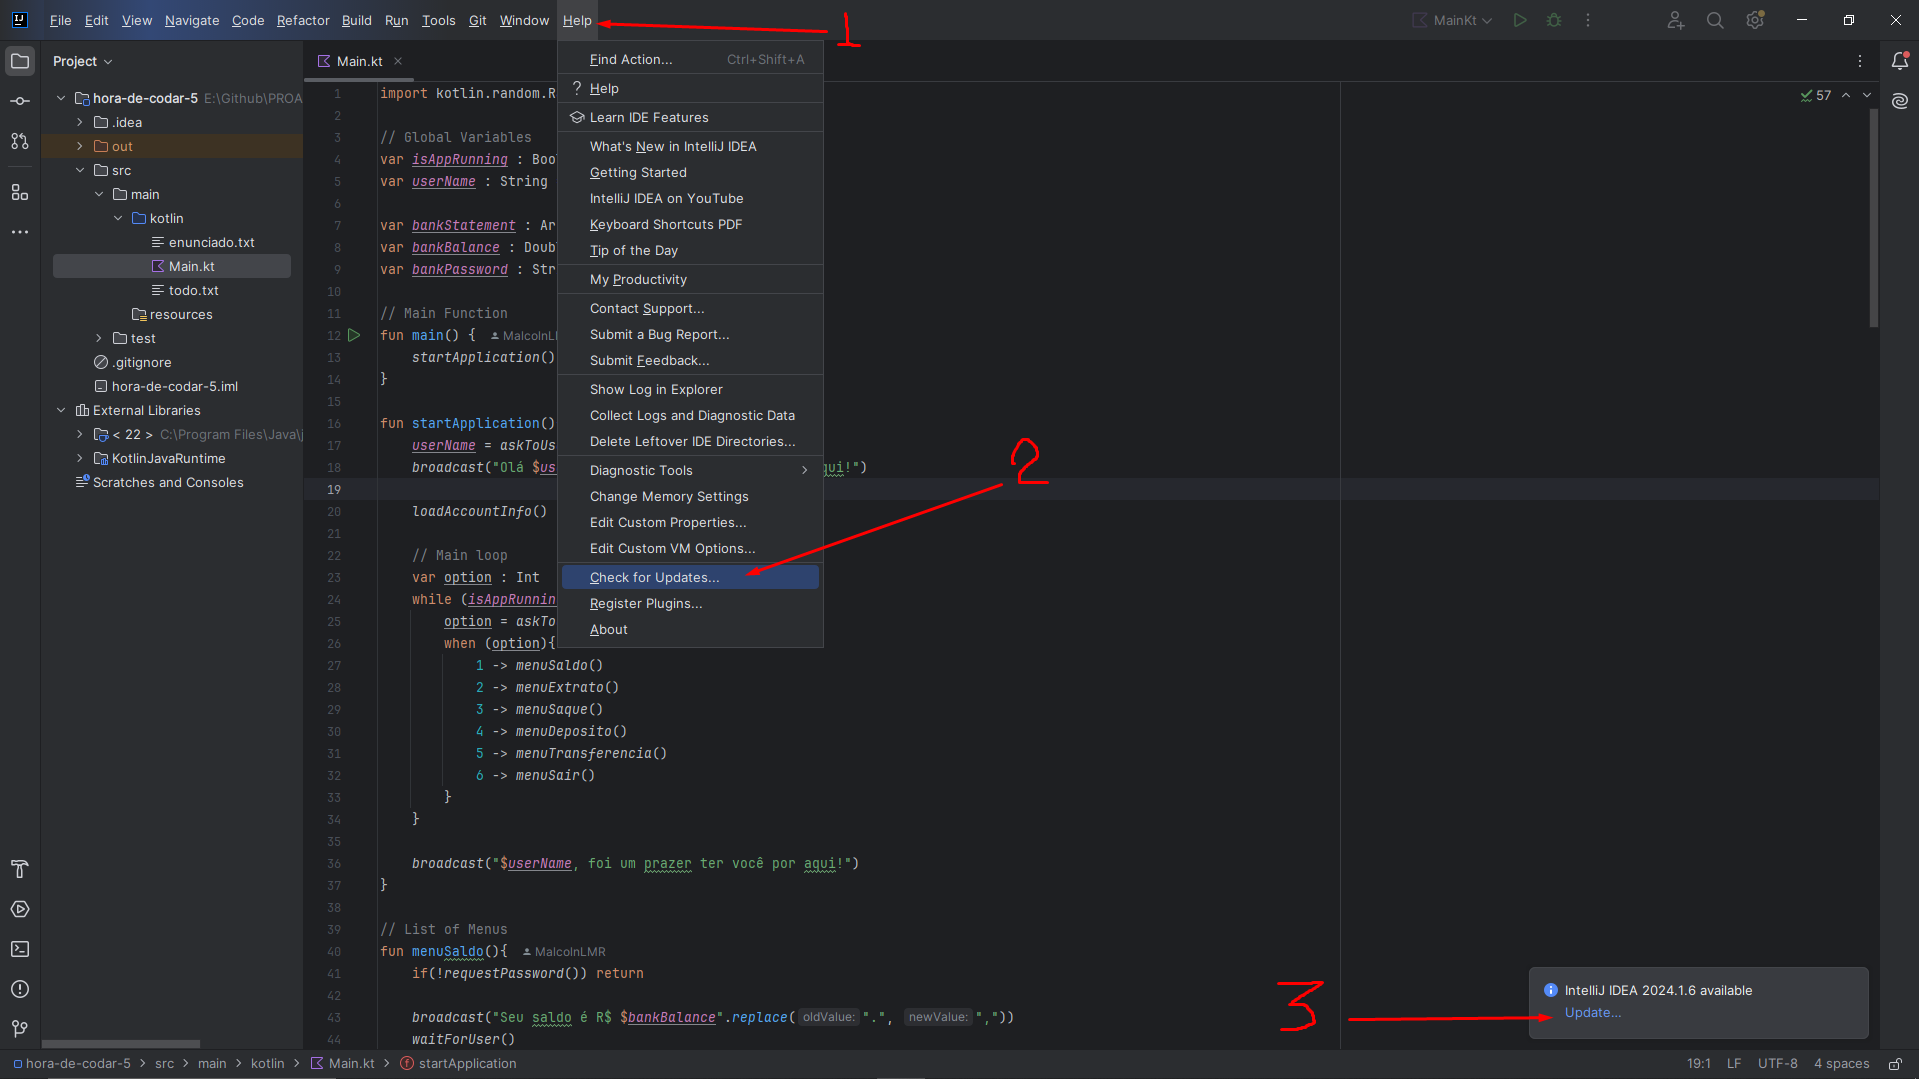 IJ File Edit View Navigate Code Refactor Build Run Tools Git Window Help 1 MainKt
Project
Main.kt
hora-de-codar-5 E:\Github\PROA
.idea
out
src
main
kotlin
enunciado.txt
Main.kt
todo.txt
resources
test
.gitignore
hora-de-codar-5.iml
External Libraries
< 22 > C:\Program Files\Java\j
KotlinJavaRuntime
Scratches and Consoles
57
1 import kotlin.random.R
2
3 // Global Variables
4 var isAppRunning : Boo
5 var userName : String
6
7 var bankStatement : Ar
8 var bankBalance : Doub
9 var bankPassword : Str
10
11 // Main Function
12 fun main() { MalcolnL
13 startApplication()
14 }
15
16 fun startApplication()
17 userName = askToUs
18 broadcast("Olá $us qui!")
19
20 loadAccountInfo()
21
22 // Main loop
23 var option : Int
24 while (isAppRunnin
25 option = askTo
26 when (option){
27 1 -> menuSaldo()
28 2 -> menuExtrato()
29 3 -> menuSaque()
30 4 -> menuDeposito()
31 5 -> menuTransferencia()
32 6 -> menuSair()
33 }
34 }
35
36 broadcast("$userName, foi um prazer ter você por aqui!")
37 }
38
39 // List of Menus
40 fun menuSaldo(){ MalcolnLMR
41 if(!requestPassword()) return
42
43 broadcast("Seu saldo é R$ $bankBalance".replace( oldValue: ".", newValue: ","))
44 waitForUser()
Find Action... Ctrl+Shift+A
? Help
Learn IDE Features
What's New in IntelliJ IDEA
Getting Started
IntelliJ IDEA on YouTube
Keyboard Shortcuts PDF
Tip of the Day
My Productivity
Contact Support...
Submit a Bug Report...
Submit Feedback...
Show Log in Explorer
Collect Logs and Diagnostic Data
Delete Leftover IDE Directories...
Diagnostic Tools
Change Memory Settings
Edit Custom Properties...
Edit Custom VM Options...
Check for Updates...
Register Plugins...
About
2
3
IntelliJ IDEA 2024.1.6 available
Update...
hora-de-codar-5 > src > main > kotlin > Main.kt > startApplication
19:1 LF UTF-8 4 spaces